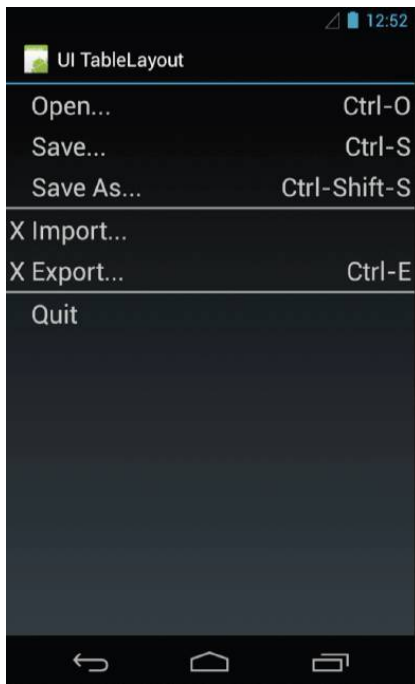 12:52
UI TableLayout
Open... Ctrl-O
Save... Ctrl-S
Save As... Ctrl-Shift-S
X Import...
X Export... Ctrl-E
Quit